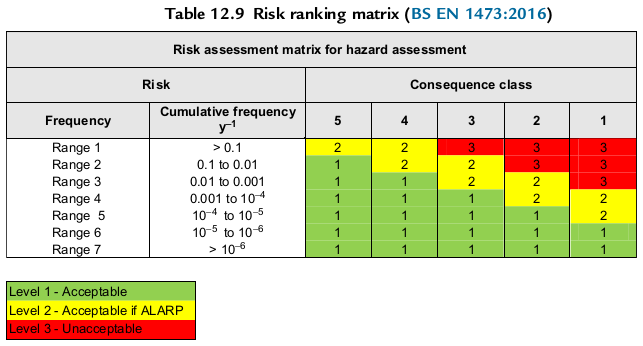 Table 12.9 Risk ranking matrix (BS EN 1473:2016)
Risk assessment matrix for hazard assessment
Risk Consequence class
Frequency Cumulative frequency y⁻¹ 5 4 3 2 1
Range 1 > 0.1 2 2 3 3 3
Range 2 0.1 to 0.01 1 2 2 3 3
Range 3 0.01 to 0.001 1 1 2 2 3
Range 4 0.001 to 10⁻⁴ 1 1 1 2 2
Range 5 10⁻⁴ to 10⁻⁵ 1 1 1 1 2
Range 6 10⁻⁵ to 10⁻⁶ 1 1 1 1 1
Range 7 > 10⁻⁶ 1 1 1 1 1
Level 1 - Acceptable
Level 2 - Acceptable if ALARP
Level 3 - Unacceptable